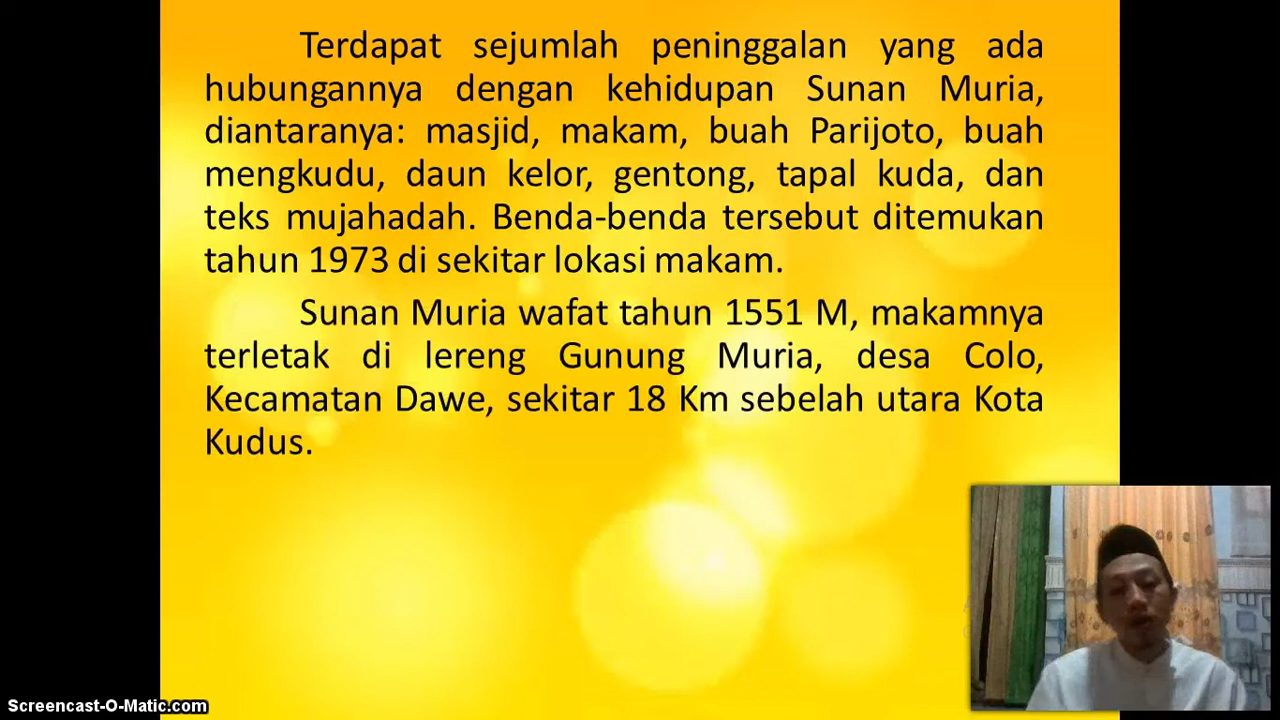 Terdapat sejumlah peninggalan yang ada
hubungannya dengan kehidupan Sunan Muria,
diantaranya: masjid, makam, buah Parijoto, buah
mengkudu, daun kelor, gentong, tapal kuda, dan
teks mujahadah. Benda-benda tersebut ditemukan
tahun 1973 di sekitar lokasi makam.
Sunan Muria wafat tahun 1551 M, makamnya
terletak di lereng Gunung Muria, desa Colo,
Kecamatan Dawe, sekitar 18 Km sebelah utara Kota
Kudus.
Screencast-O-Matic.com